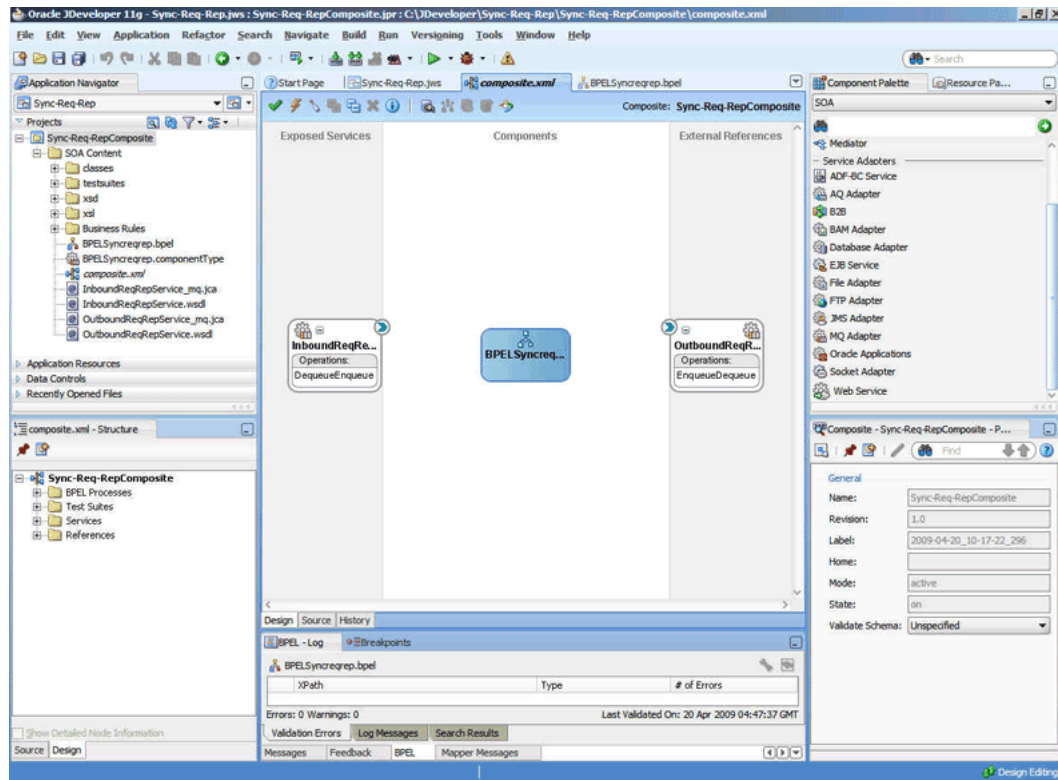 Oracle JDeveloper 11g - Sync-Req-Rep.jws : Sync-Req-RepComposite.jpr : C:\JDeveloper\Sync-Req-Rep\Sync-Req-RepComposite\composite.xml
File Edit View Application Refactor Search Navigate Build Run Versioning Tools Window Help
Search
Application Navigator
Sync-Req-Rep
Projects
Sync-Req-RepComposite
SOA Content
classes
testsuites
xsd
xsl
Business Rules
BPELSyncreqrep.bpel
BPELSyncreqrep.componentType
composite.xml
InboundReqRepService_mq.jca
InboundReqRepService.wsdl
OutboundReqRepService_mq.jca
OutboundReqRepService.wsdl
Application Resources
Data Controls
Recently Opened Files
composite.xml - Structure
Sync-Req-RepComposite
BPEL Processes
Test Suites
Services
References
Show Detailed Node Information
Source Design
Start Page Sync-Req-Rep.jws composite.xml BPELSyncreqrep.bpel
Composite: Sync-Req-RepComposite
Exposed Services Components External References
InboundReqRe...
Operations:
DequeueEnqueue
BPELSyncreq...
OutboundReqR...
Operations:
EnqueueDequeue
Design Source History
BPEL - Log Breakpoints
BPELSyncreqrep.bpel
XPath Type # of Errors
Errors: 0 Warnings: 0 Last Validated On: 20 Apr 2009 04:47:37 GMT
Validation Errors Log Messages Search Results
Messages Feedback BPEL Mapper Messages
Component Palette Resource Pa...
SOA
Mediator
Service Adapters
ADF-BC Service
AQ Adapter
B2B
BAM Adapter
Database Adapter
EJB Service
File Adapter
FTP Adapter
JMS Adapter
MQ Adapter
Oracle Applications
Socket Adapter
Web Service
Composite - Sync-Req-RepComposite - P...
Find
General
Name: Sync-Req-RepComposite
Revision: 1.0
Label: 2009-04-20_10-17-22_296
Home:
Mode: active
State: on
Validate Schema: Unspecified
Design Editing